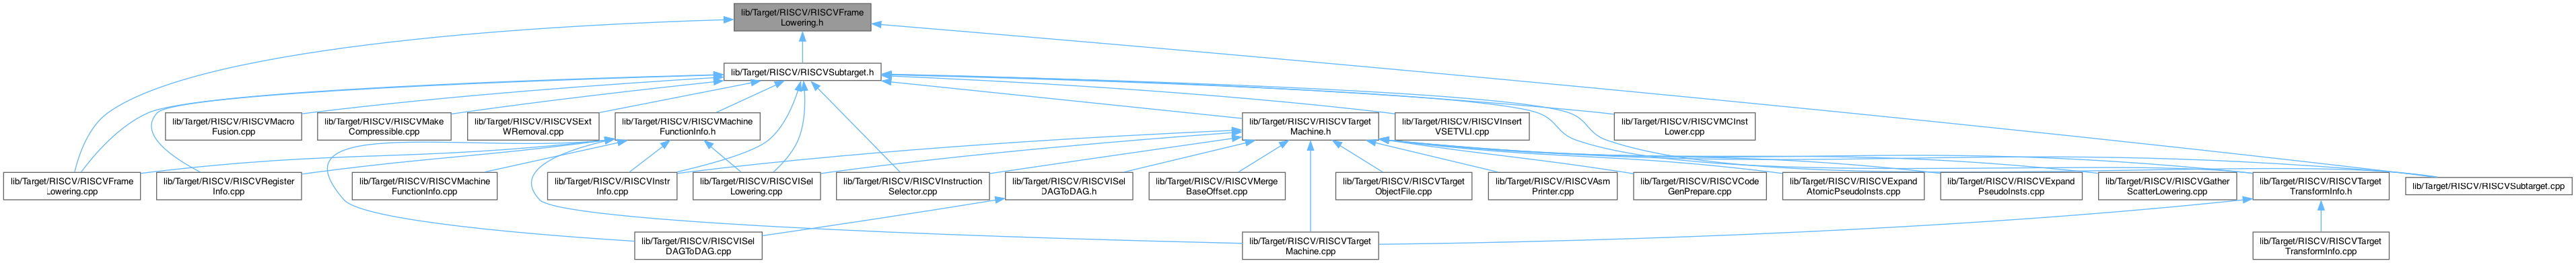 lib/Target/RISCV/RISCVFrame
Lowering.h
lib/Target/RISCV/RISCVSubtarget.h
lib/Target/RISCV/RISCVMacro
Fusion.cpp
lib/Target/RISCV/RISCVMake
Compressible.cpp
lib/Target/RISCV/RISCVSExt
WRemoval.cpp
lib/Target/RISCV/RISCVMachine
FunctionInfo.h
lib/Target/RISCV/RISCVTarget
Machine.h
lib/Target/RISCV/RISCVInsert
VSETVLI.cpp
lib/Target/RISCV/RISCVMCInst
Lower.cpp
lib/Target/RISCV/RISCVFrame
Lowering.cpp
lib/Target/RISCV/RISCVRegister
Info.cpp
lib/Target/RISCV/RISCVMachine
FunctionInfo.cpp
lib/Target/RISCV/RISCVInstr
Info.cpp
lib/Target/RISCV/RISCVISel
Lowering.cpp
lib/Target/RISCV/RISCVInstruction
Selector.cpp
lib/Target/RISCV/RISCVISel
DAGToDAG.h
lib/Target/RISCV/RISCVMerge
BaseOffset.cpp
lib/Target/RISCV/RISCVTarget
ObjectFile.cpp
lib/Target/RISCV/RISCVAsm
Printer.cpp
lib/Target/RISCV/RISCVCode
GenPrepare.cpp
lib/Target/RISCV/RISCVExpand
AtomicPseudoInsts.cpp
lib/Target/RISCV/RISCVExpand
PseudoInsts.cpp
lib/Target/RISCV/RISCVGather
ScatterLowering.cpp
lib/Target/RISCV/RISCVTarget
TransformInfo.h
lib/Target/RISCV/RISCVSubtarget.cpp
lib/Target/RISCV/RISCVISel
DAGToDAG.cpp
lib/Target/RISCV/RISCVTarget
Machine.cpp
lib/Target/RISCV/RISCVTarget
TransformInfo.cpp